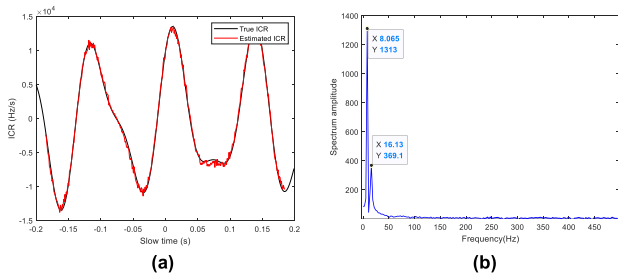 ×10⁴
1.5
1
0.5
0
-0.5
-1
-1.5
ICR (Hz/s)
True ICR
Estimated ICR
-0.2 -0.15 -0.1 -0.05 0 0.05 0.1 0.15 0.2
Slow time (s)
(a)
1400
1200
1000
800
600
400
200
Spectrum amplitude
X 8.065
Y 1313
X 16.13
Y 369.1
0 50 100 150 200 250 300 350 400 450
Frequency(Hz)
(b)